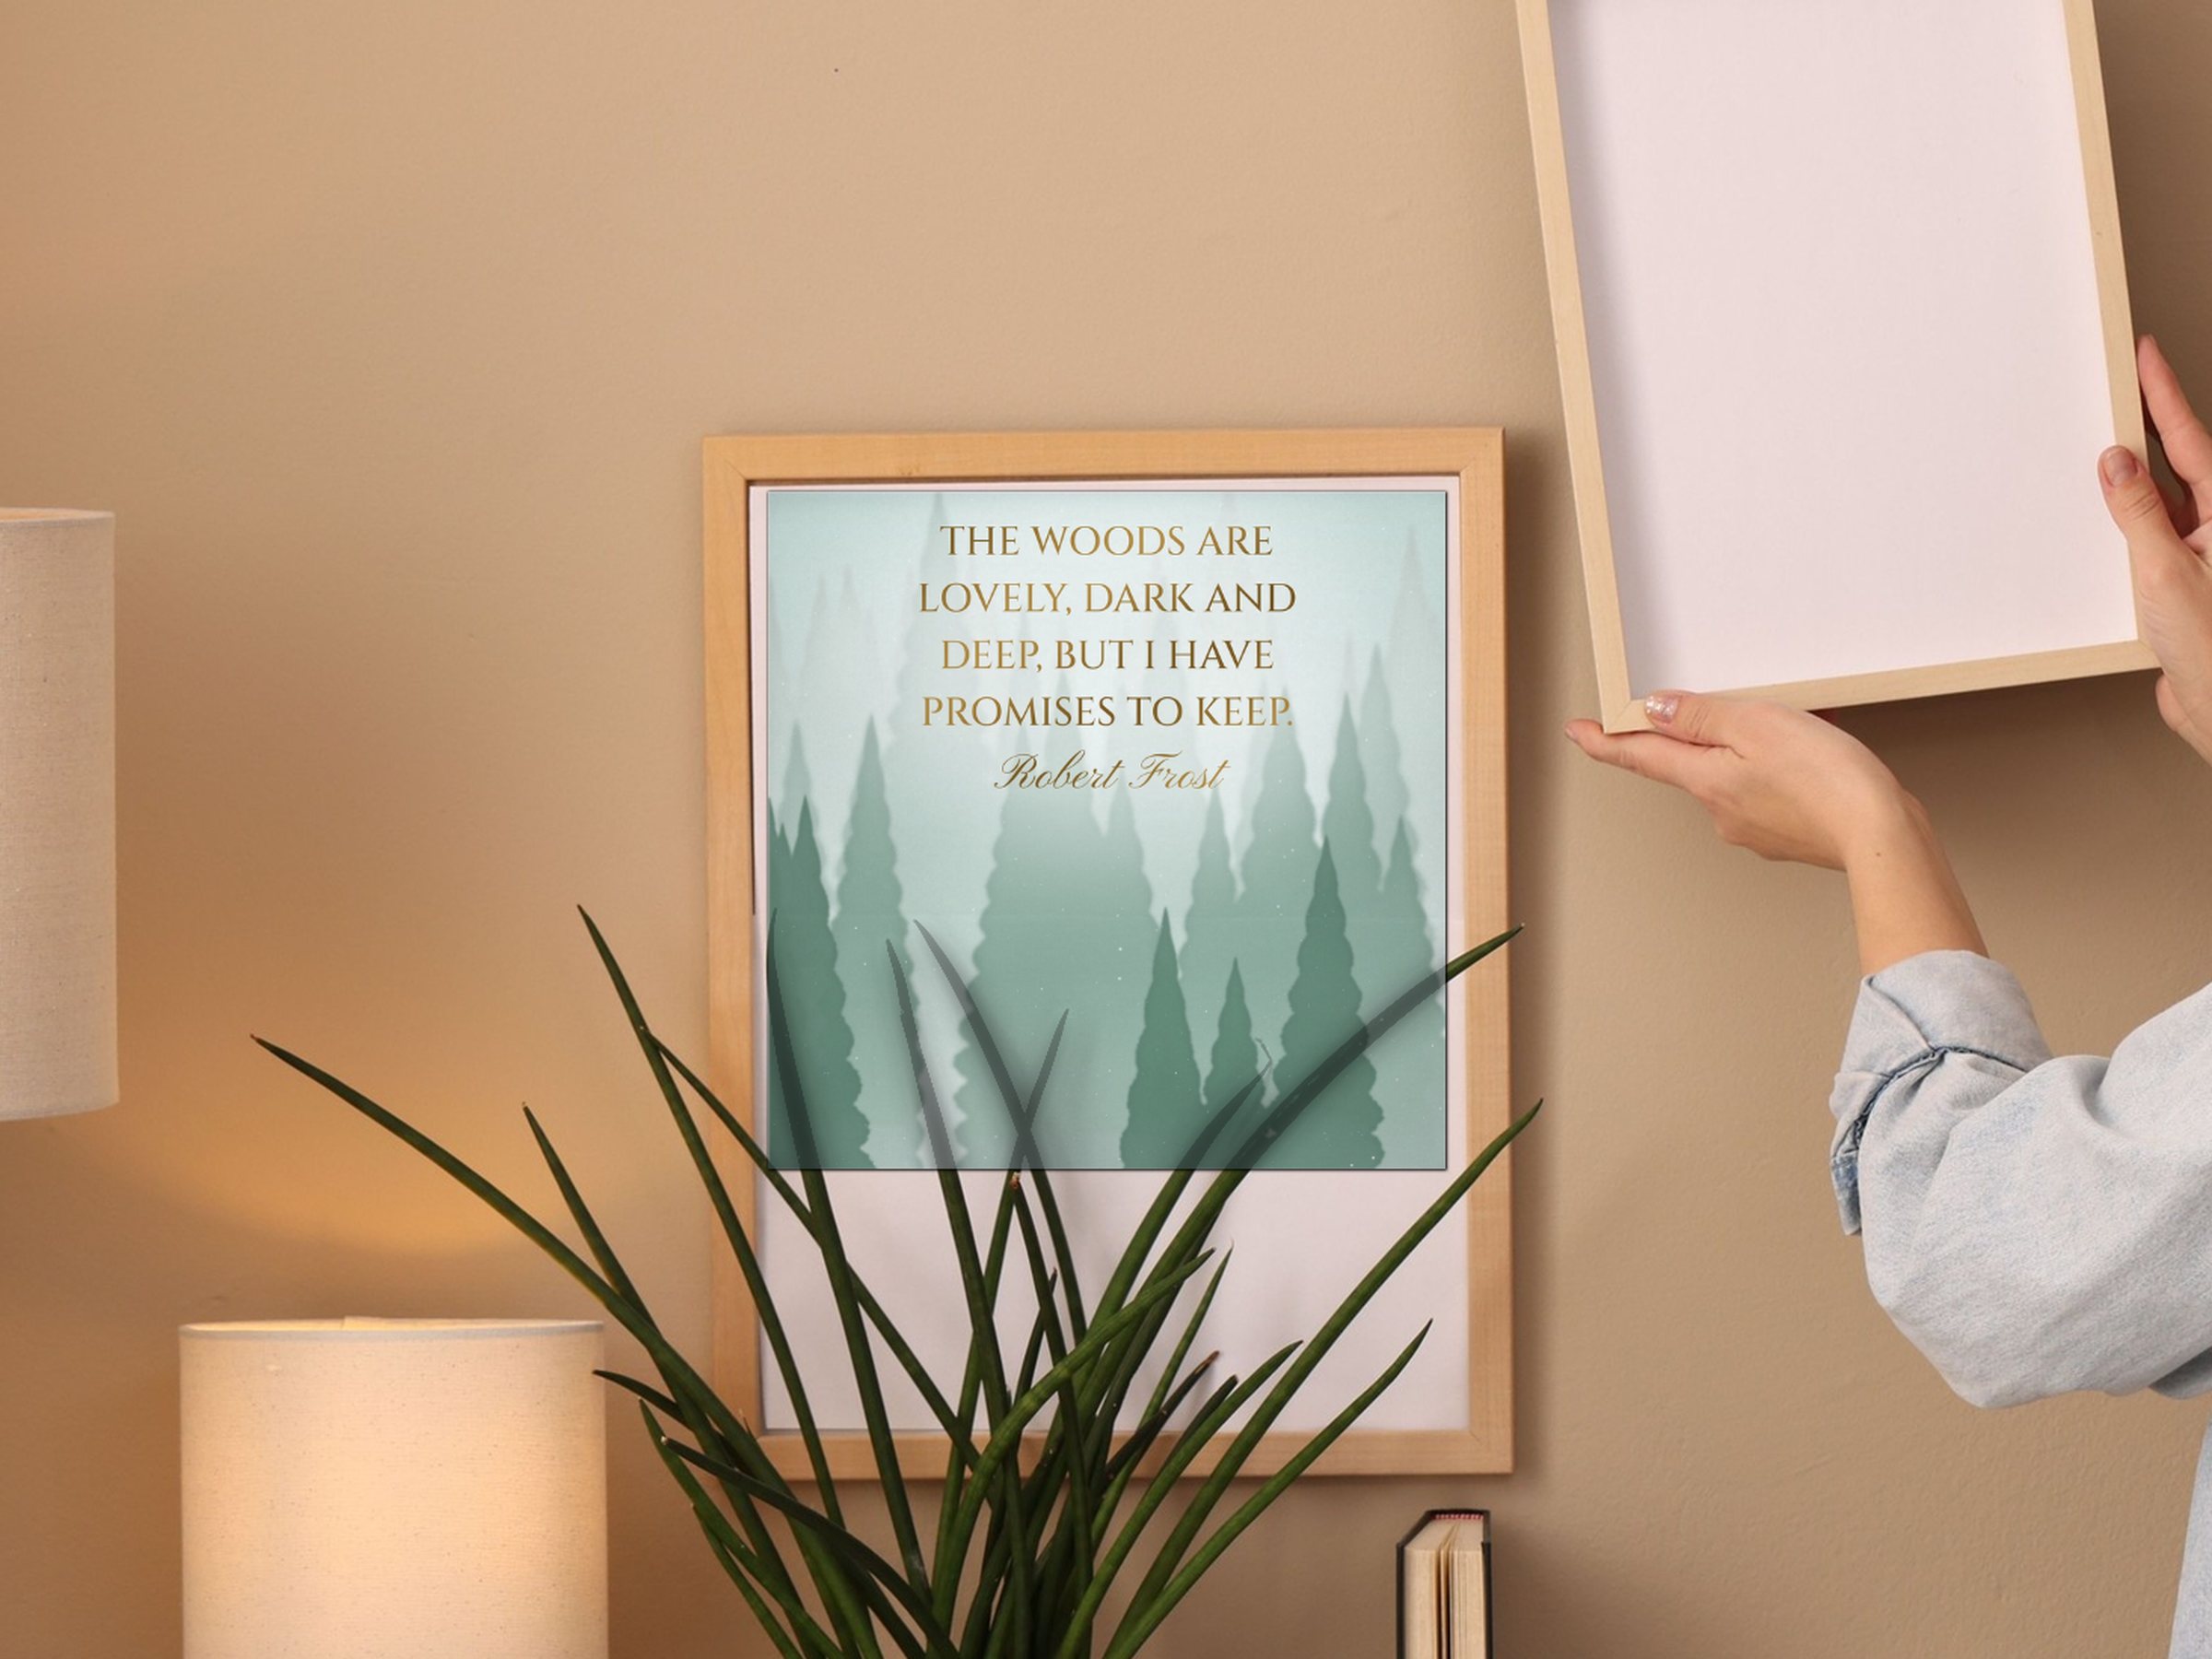 THE WOODS ARE
LOVELY, DARK AND
DEEP, BUT I HAVE
PROMISES TO KEEP.
Robert Frost